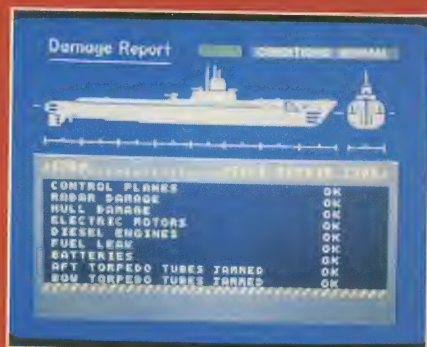 Damage Report CONDITIONS NORMAL
CONTROL PLANES OK
RADAR DAMAGE OK
HULL DAMAGE OK
ELECTRIC MOTORS OK
DIESEL ENGINES OK
FUEL LEAK OK
BATTERIES OK
AFT TORPEDO TUBES JAMMED OK
BOW TORPEDO TUBES JAMMED OK